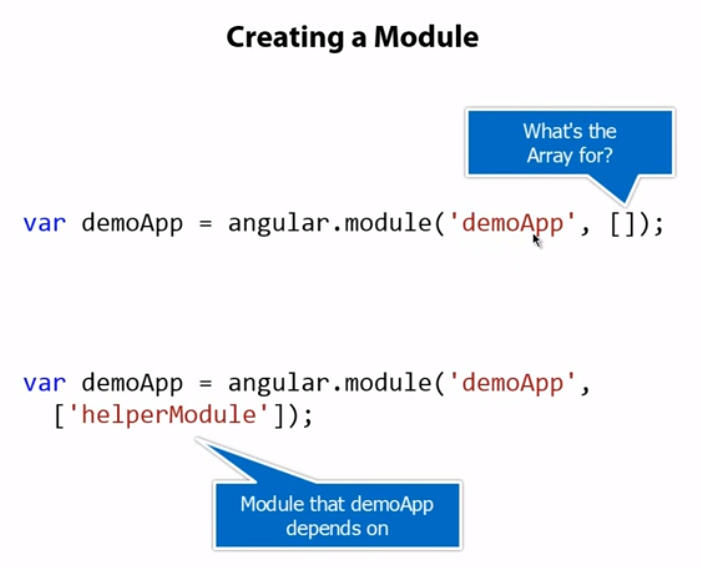 Creating a Module
What's the
Array for?
var demoApp = angular.module('demoApp', []);
var demoApp = angular.module('demoApp',
['helperModule']);
Module that demoApp
depends on